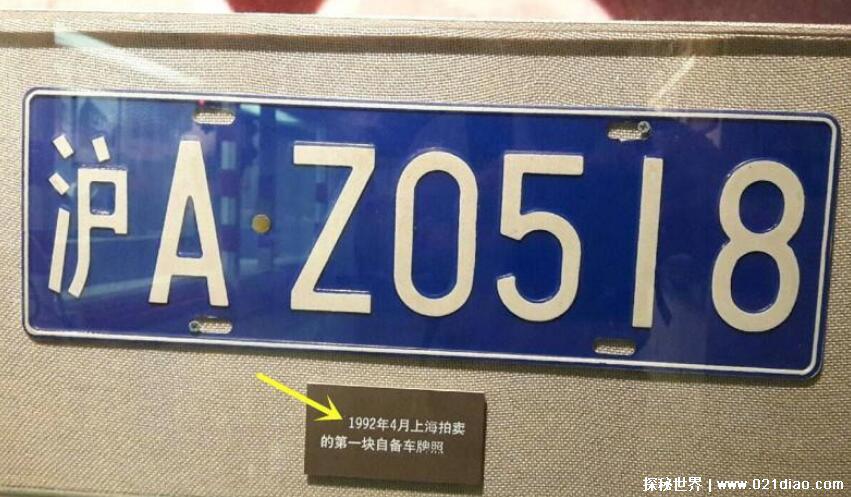 沪A·Z0518
1992年4月上海拍卖
的第一块自备车牌照
探秘世界 | www.021diao.com